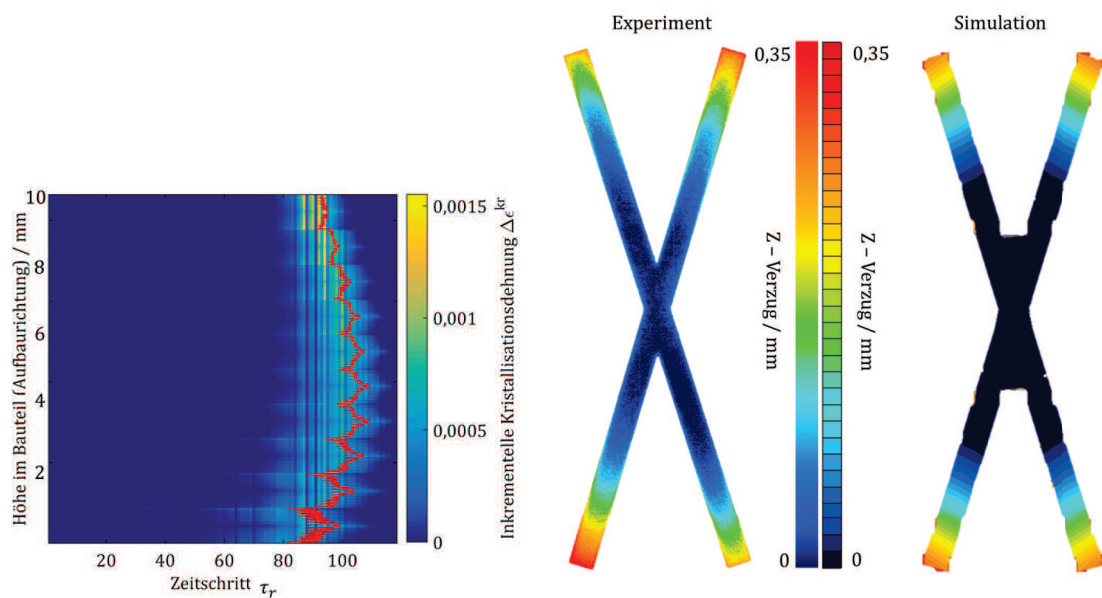 Experiment
Simulation
0,35
0,35
Z – Verzug / mm
Z – Verzug / mm
0
0
Höhe im Bauteil (Aufbaurichtung) / mm
10
8
6
4
2
20
40
60
80
100
Zeitschritt τr
0,0015
0,001
0,0005
0
Inkrementelle Kristallisationsdehnung Δϵkr